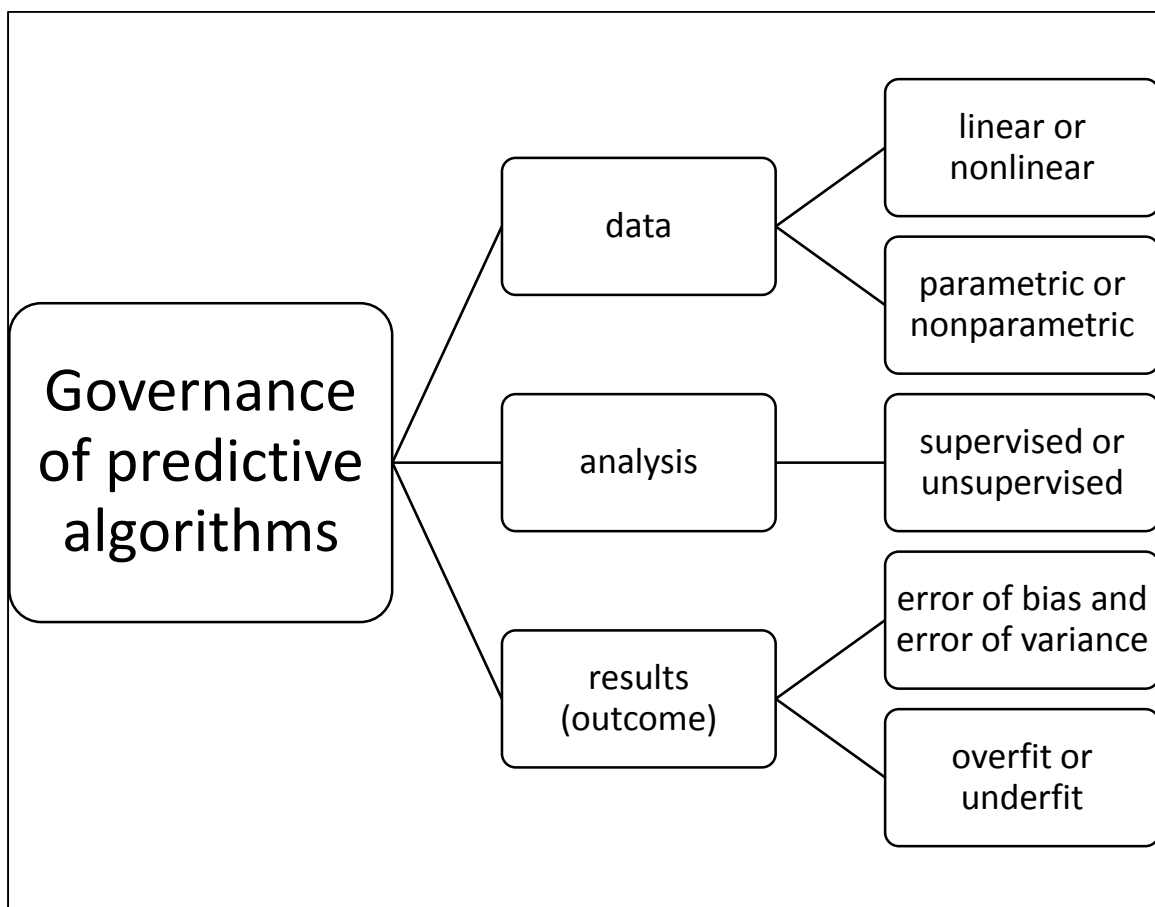 Governance
of predictive
algorithms
data
linear or
nonlinear
parametric or
nonparametric
analysis
supervised or
unsupervised
results
(outcome)
error of bias and
error of variance
overfit or
underfit